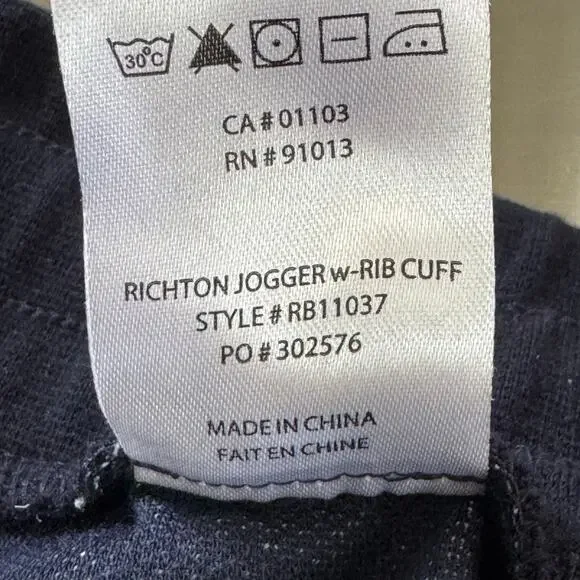 30°C
CA # 01103
RN # 91013
RICHTON JOGGER w-RIB CUFF
STYLE # RB11037
PO # 302576
MADE IN CHINA
FAIT EN CHINE